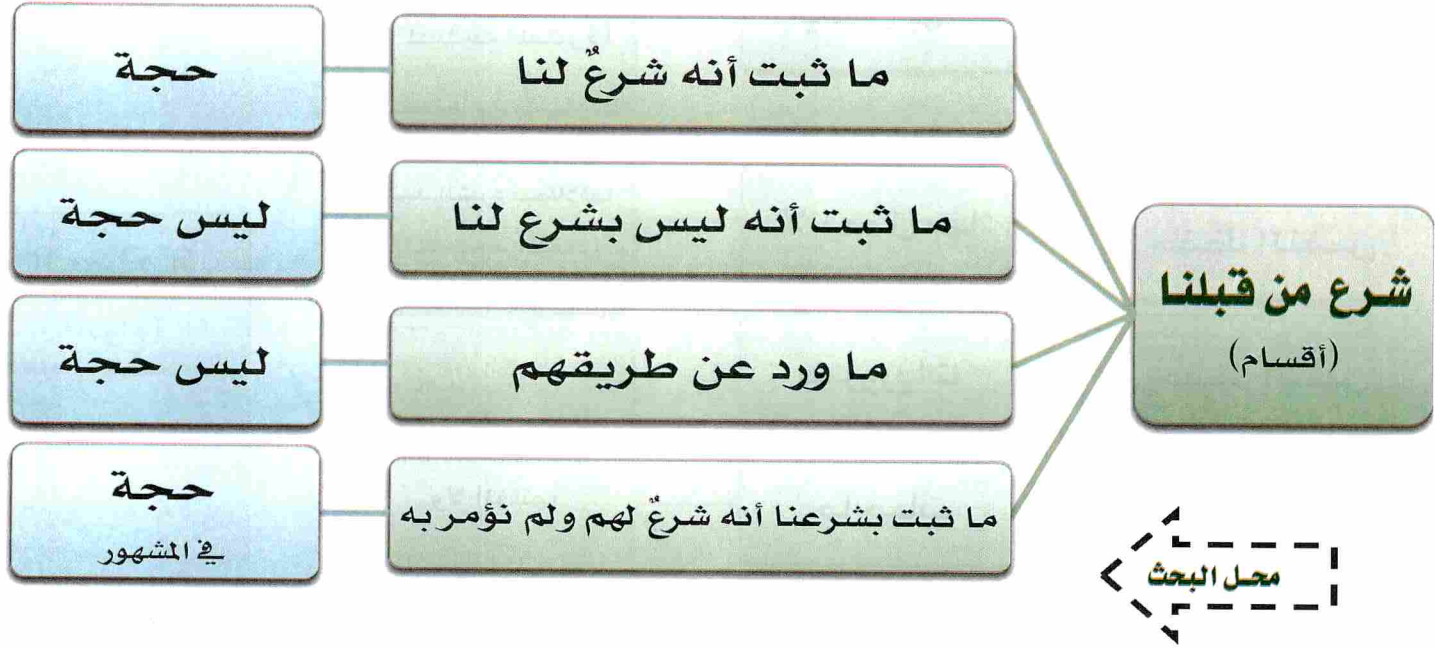 شرع من قبلنا
(أقسام)
ما ثبت أنه شرعٌ لنا
حجة
ما ثبت أنه ليس بشرع لنا
ليس حجة
ما ورد عن طريقهم
ليس حجة
ما ثبت بشرعنا أنه شرعٌ لهم ولم نؤمر به
حجة
في المشهور
محل البحث